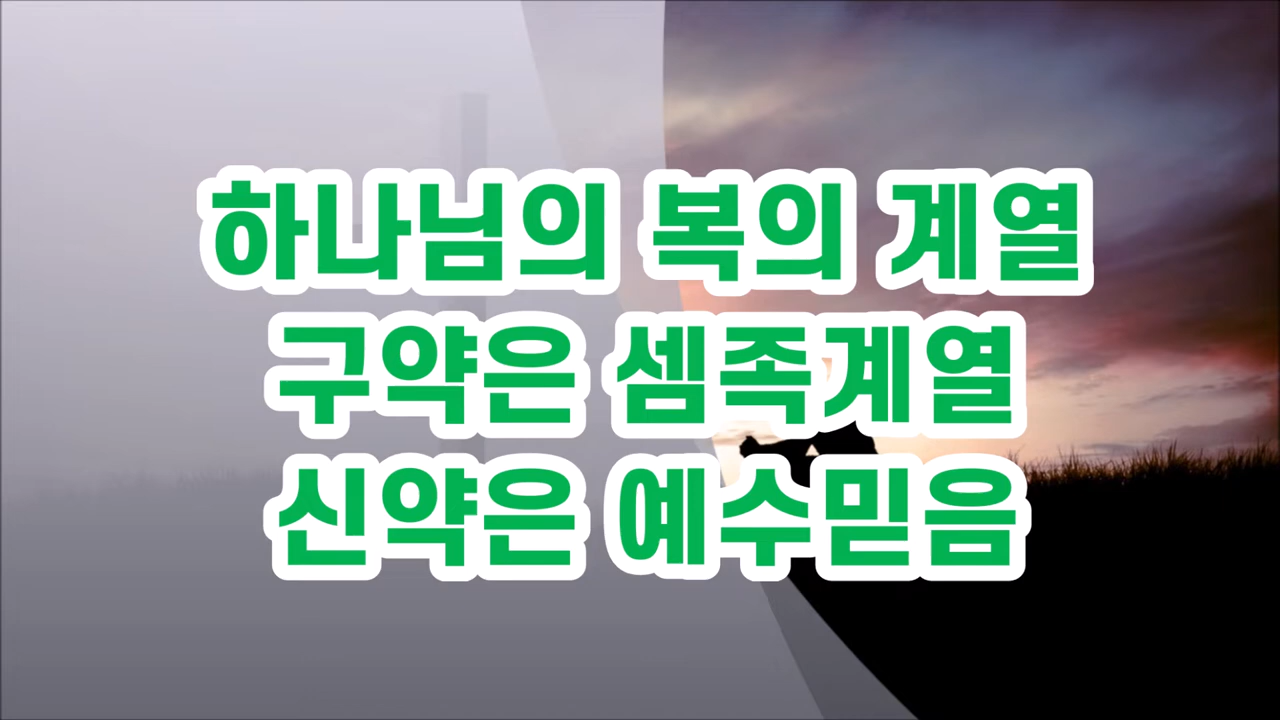 하나님의 복의 계열
구약은 셈족계열
신약은 예수믿음